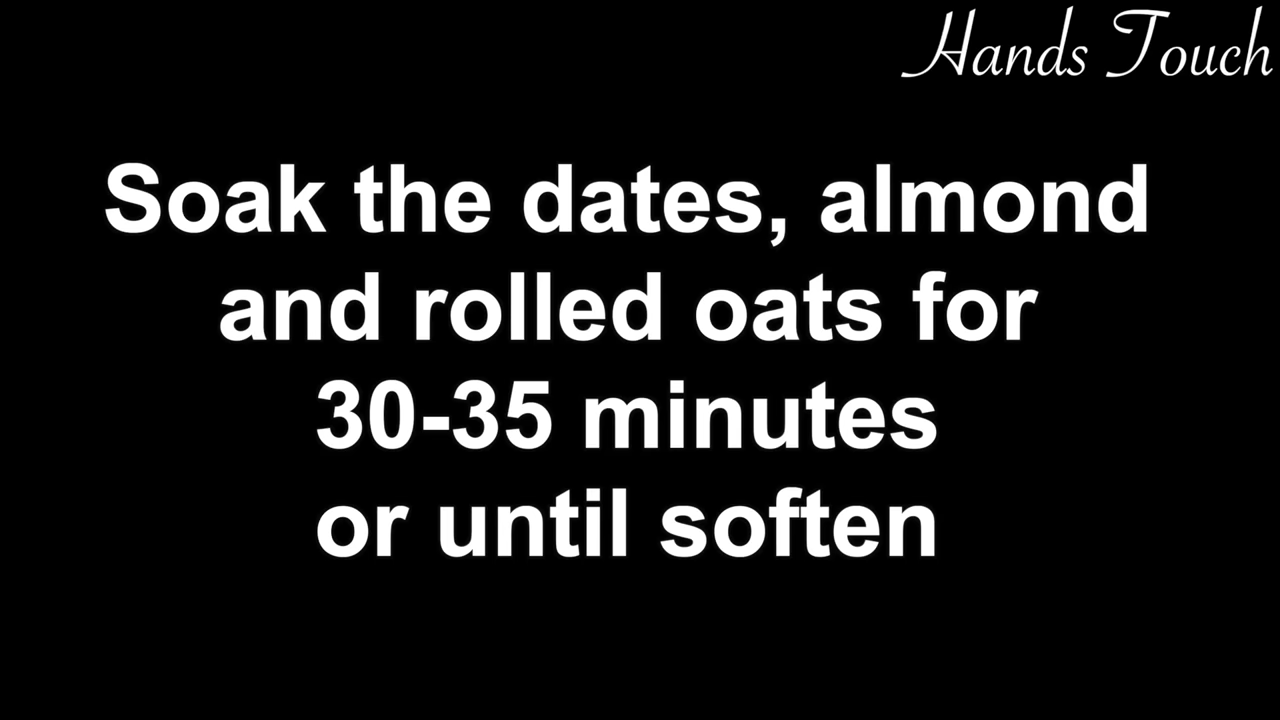 Hands Touch
Soak the dates, almond
and rolled oats for
30-35 minutes
or until soften